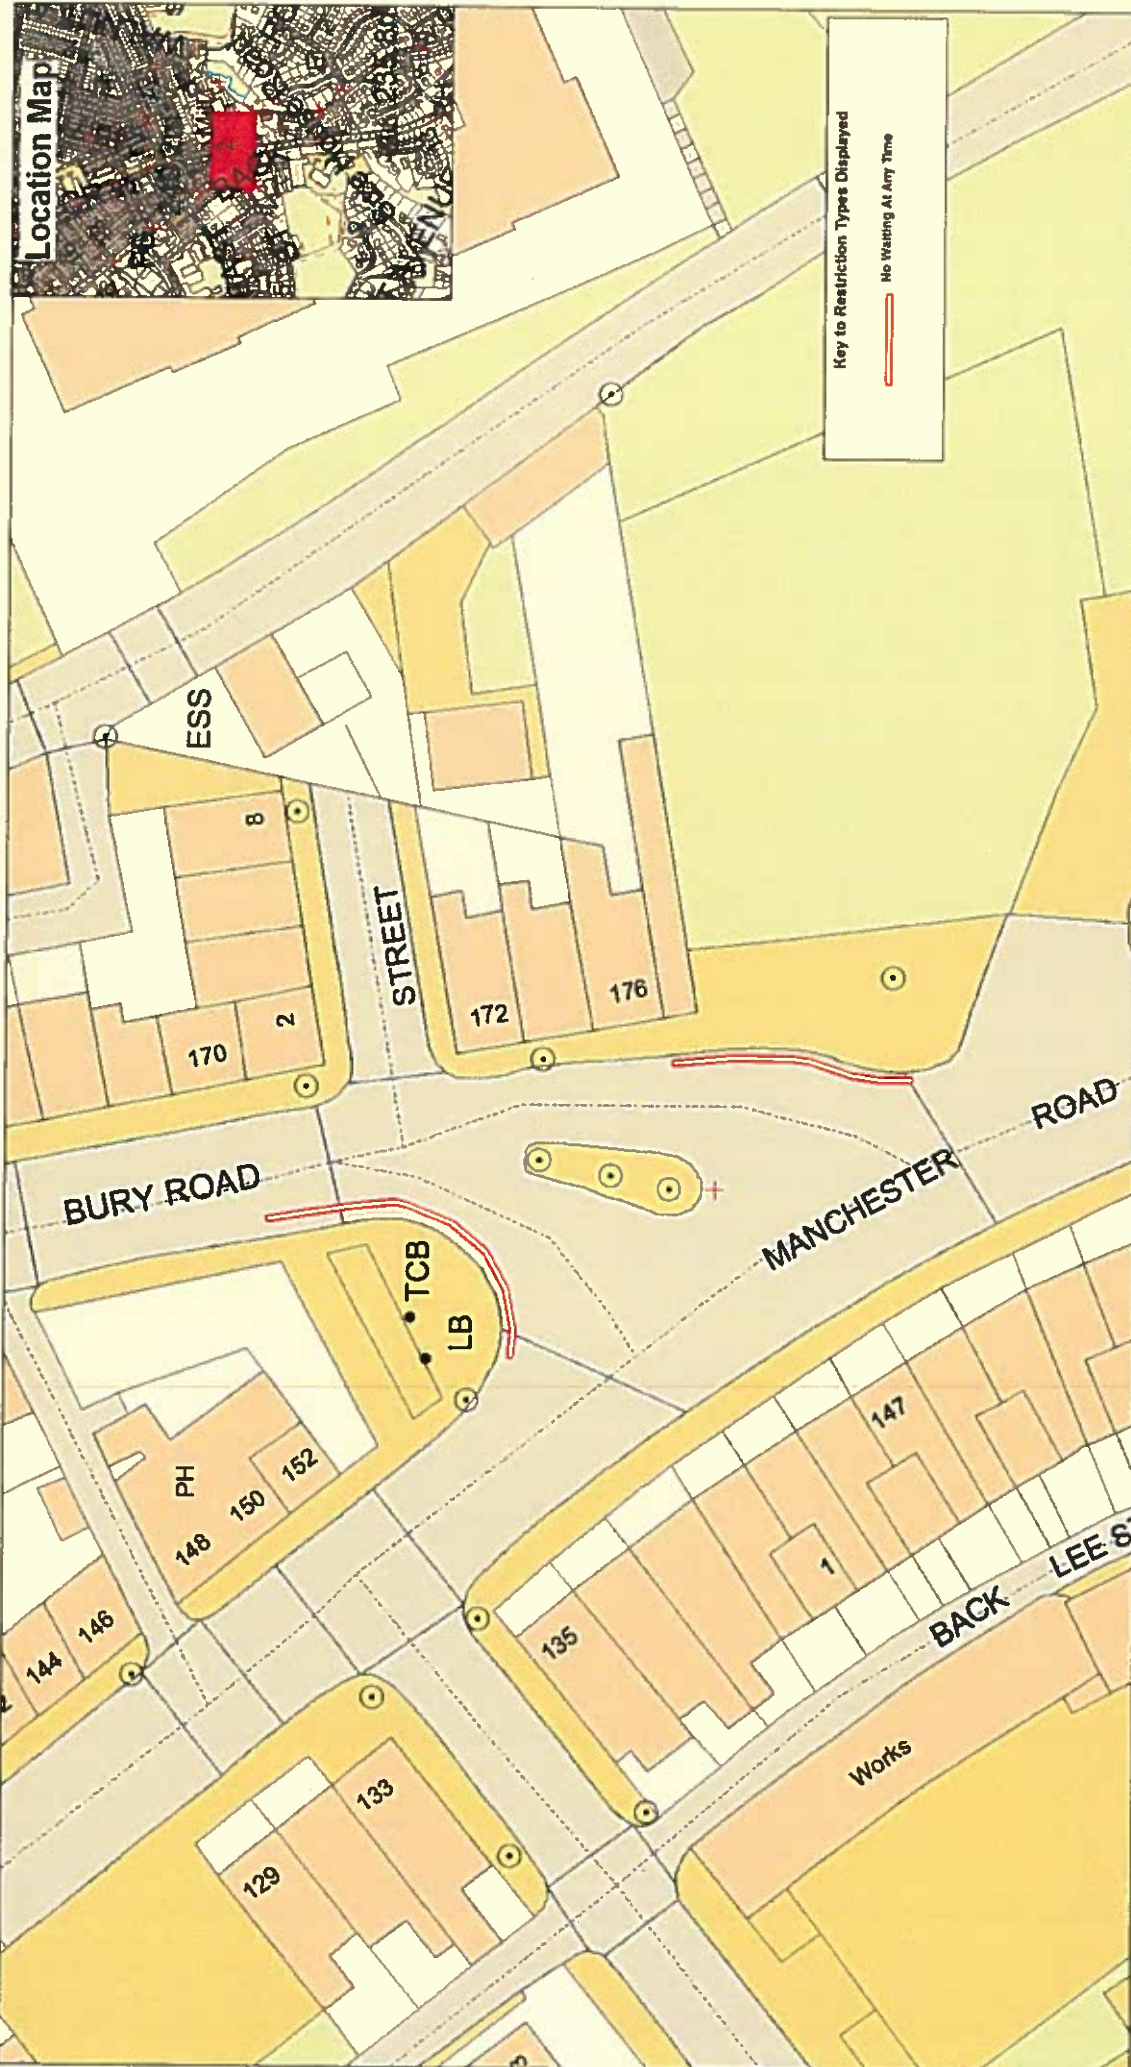 Location Map
Key to Restriction Types Displayed
No Waiting At Any Time
ESS
8
STREET
2
170
172
176
BURY ROAD
MANCHESTER
ROAD
TCB
LB
PH
152
150
148
146
144
147
1
135
133
129
BACK
LEE
Works